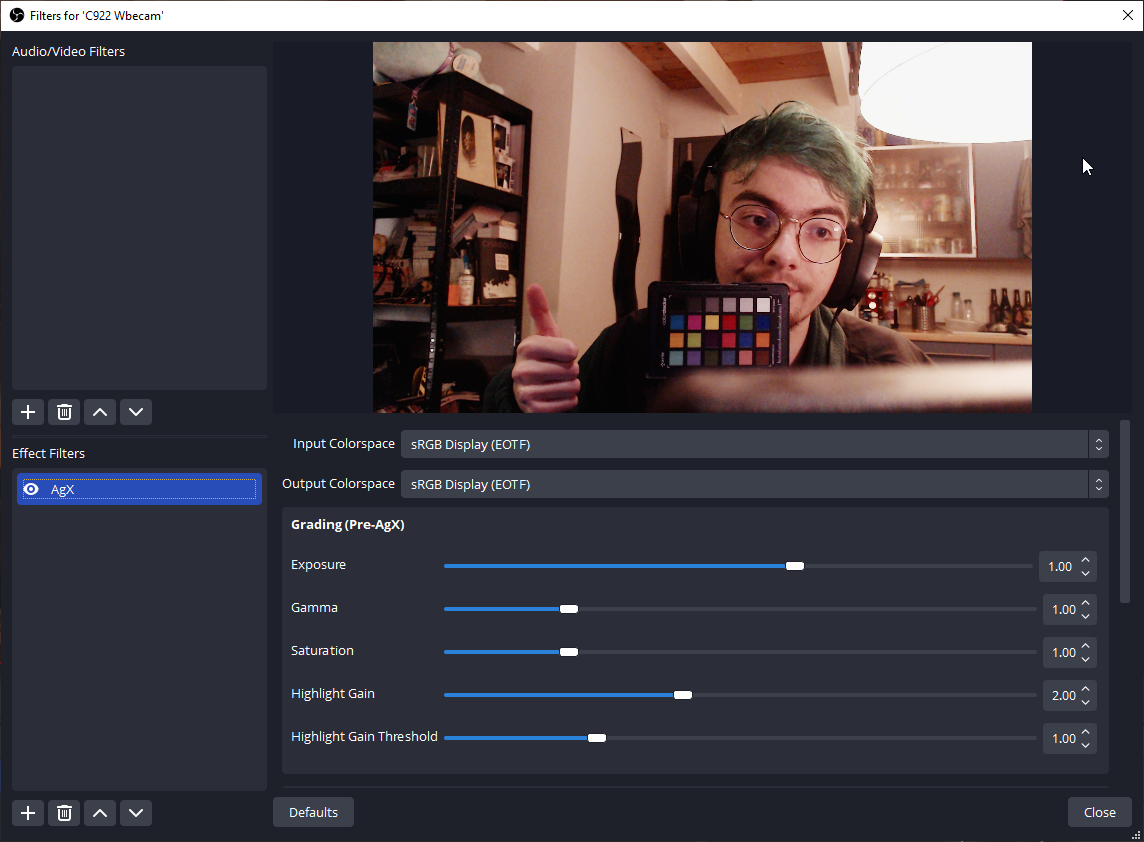 Filters for 'C922 Wbecam'
Audio/Video Filters
Effect Filters
AgX
Input Colorspace
sRGB Display (EOTF)
Output Colorspace
sRGB Display (EOTF)
Grading (Pre-AgX)
Exposure
1.00
Gamma
1.00
Saturation
1.00
Highlight Gain
2.00
Highlight Gain Threshold
1.00
Defaults
Close